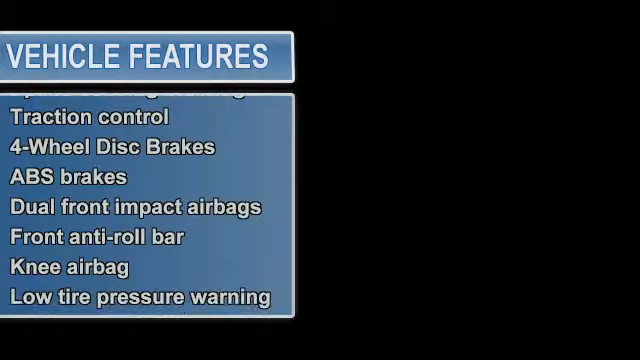 VEHICLE FEATURES
Traction control
4-Wheel Disc Brakes
ABS brakes
Dual front impact airbags
Front anti-roll bar
Knee airbag
Low tire pressure warning